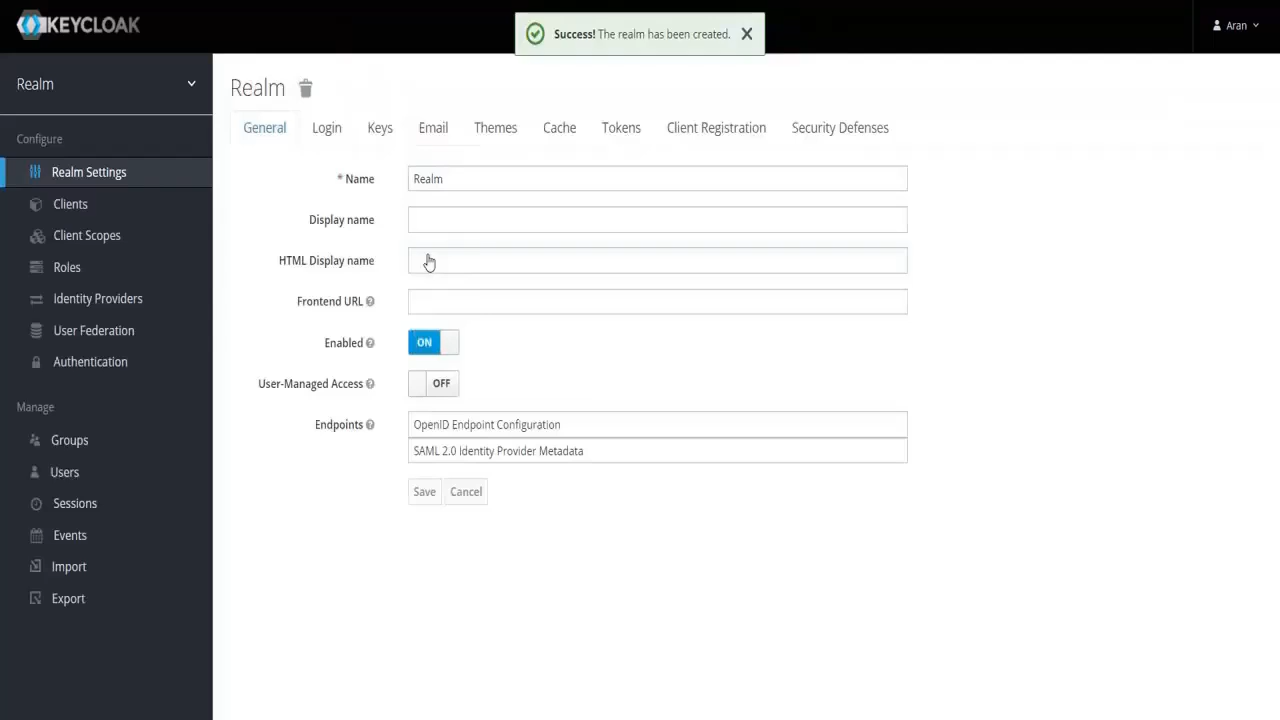 KEYCLOAK
Success! The realm has been created.
Aran
Realm
Configure
Realm Settings
Clients
Client Scopes
Roles
Identity Providers
User Federation
Authentication
Manage
Groups
Users
Sessions
Events
Import
Export
Realm
General Login Keys Email Themes Cache Tokens Client Registration Security Defenses
* Name Realm
Display name
HTML Display name
Frontend URL
Enabled ON
User-Managed Access OFF
Endpoints OpenID Endpoint Configuration
SAML 2.0 Identity Provider Metadata
Save Cancel